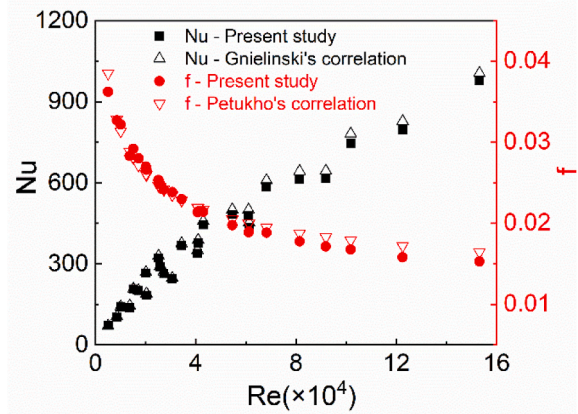 Nu - Present study
Nu - Gnielinski's correlation
f - Present study
f - Petukho's correlation
1200
900
600
300
0
Nu
0.04
0.03
0.02
0.01
f
0 4 8 12 16
Re(×10⁴)